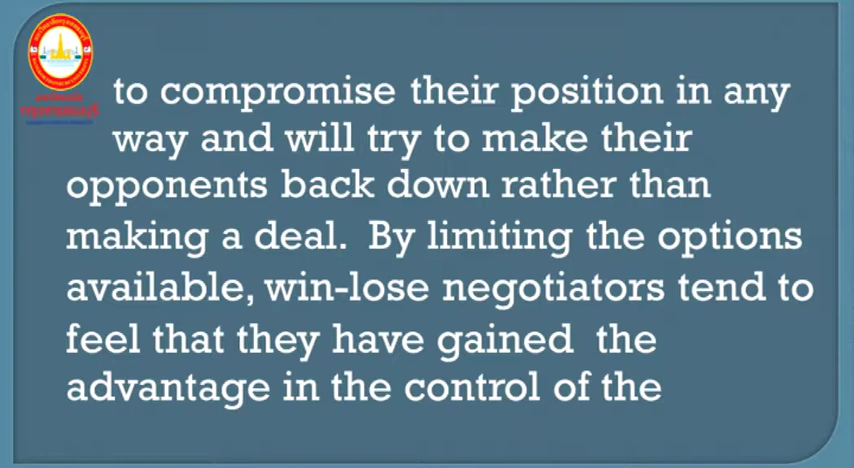 to compromise their position in any
way and will try to make their
opponents back down rather than
making a deal. By limiting the options
available, win-lose negotiators tend to
feel that they have gained the
advantage in the control of the